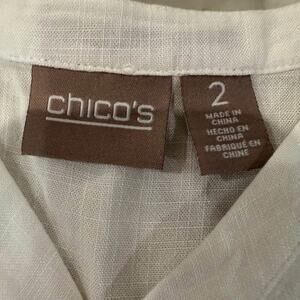 chico's
2
MADE IN
CHINA
HECHO EN
CHINA
FABRIQUÉ EN
CHINE